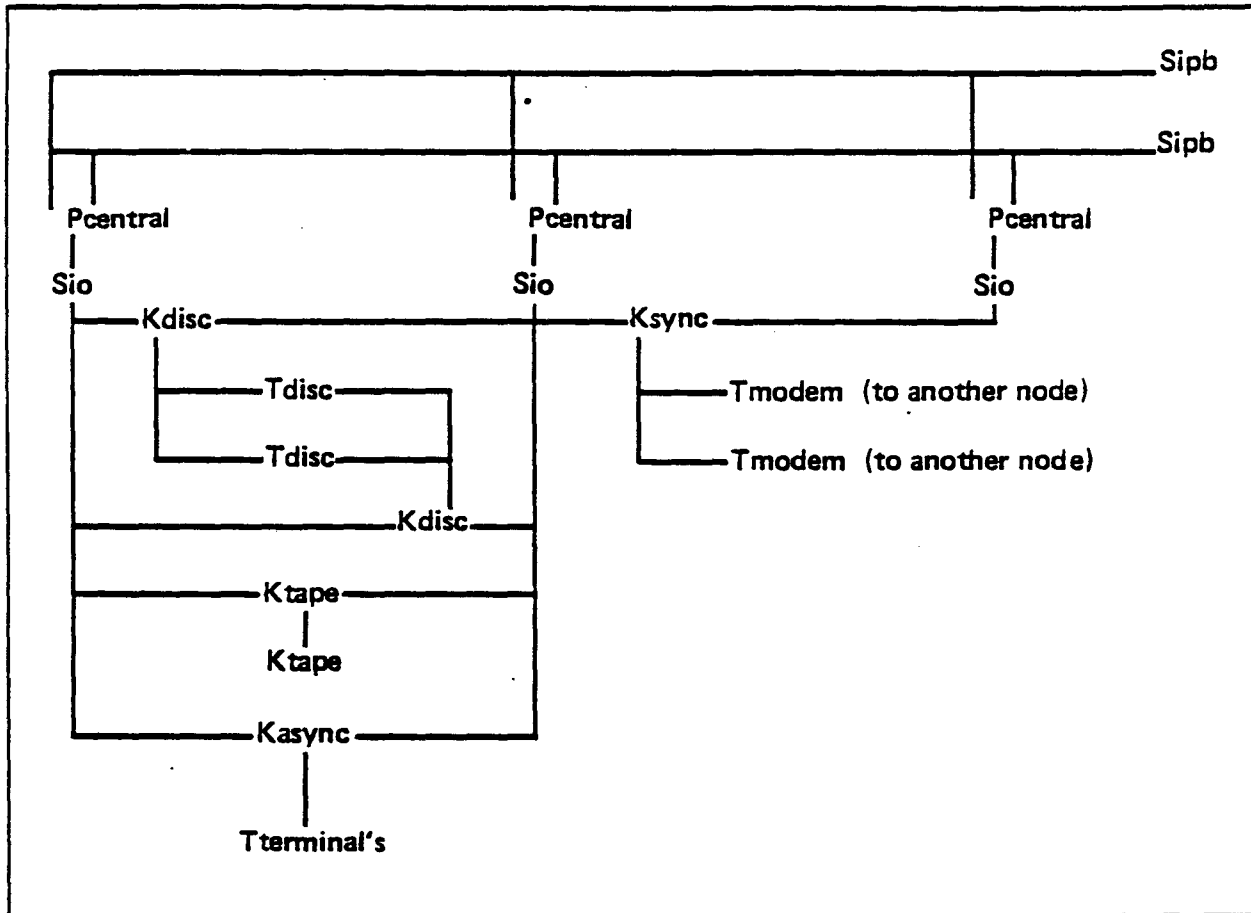 Sipb
Sipb
Pcentral Pcentral Pcentral
Sio Sio Sio
Kdisc Ksync
Tdisc Tmodem (to another node)
Tdisc Tmodem (to another node)
Kdisc
Ktape
Ktape
Kasync
Tterminal's